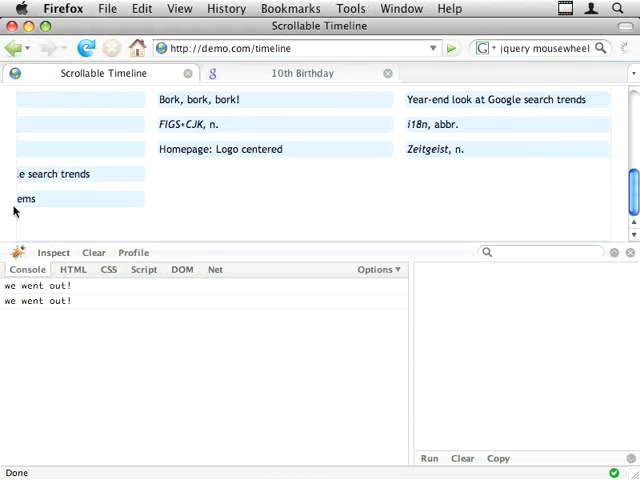 Firefox File Edit View History Bookmarks Tools Window Help
Scrollable Timeline
http://demo.com/timeline
jquery mousewheel
Scrollable Timeline
10th Birthday
Bork, bork, bork!
Year-end look at Google search trends
FIGS+CJK, n.
i18n, abbr.
Homepage: Logo centered
Zeitgeist, n.
le search trends
ems
Inspect Clear Profile
Console HTML CSS Script DOM Net Options
we went out!
we went out!
Run Clear Copy
Done